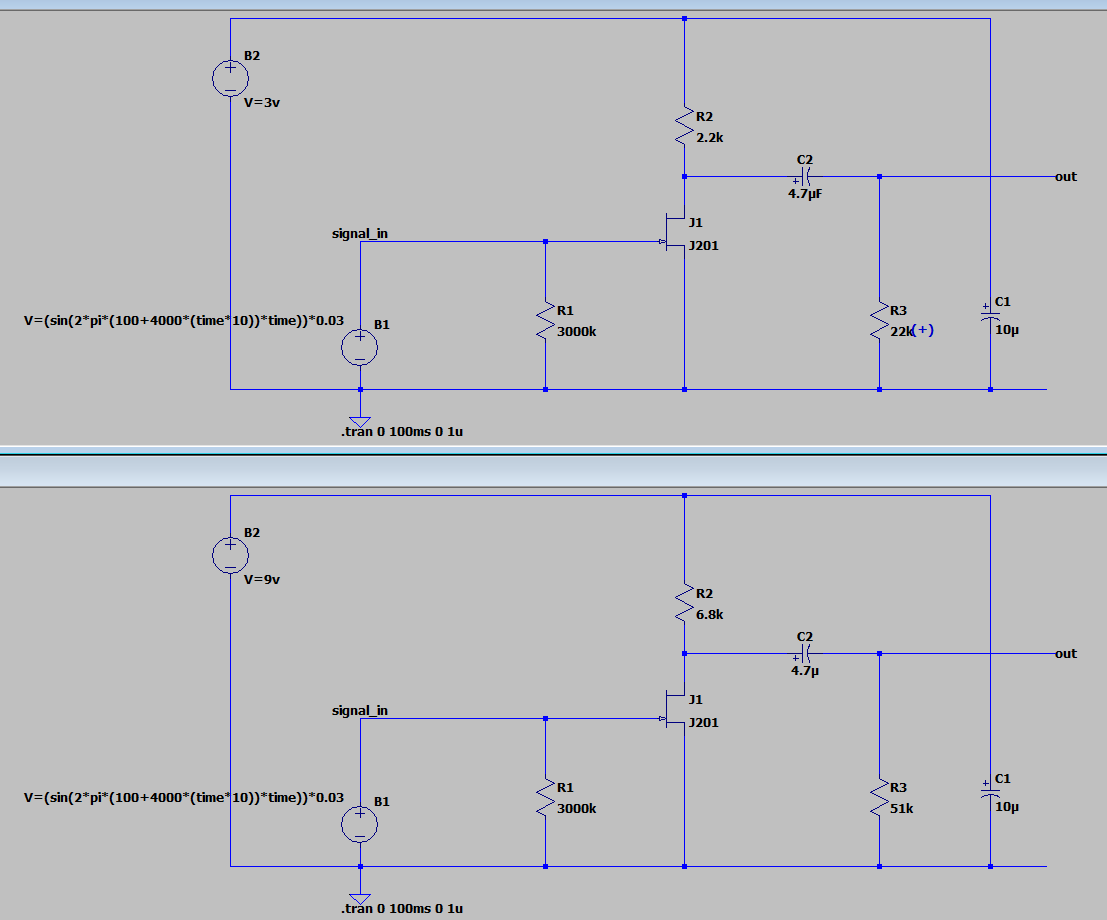 B2
V=3v
R2
2.2k
C2
+
4.7µF
out
signal_in
J1
J201
V=(sin(2*pi*(100+4000*(time*10))*time))*0.03
B1
R1
3000k
R3
22k(+)
C1
+
10µ
.tran 0 100ms 0 1u
B2
V=9v
R2
6.8k
C2
+
4.7µ
out
signal_in
J1
J201
V=(sin(2*pi*(100+4000*(time*10))*time))*0.03
B1
R1
3000k
R3
51k
C1
+
10µ
.tran 0 100ms 0 1u